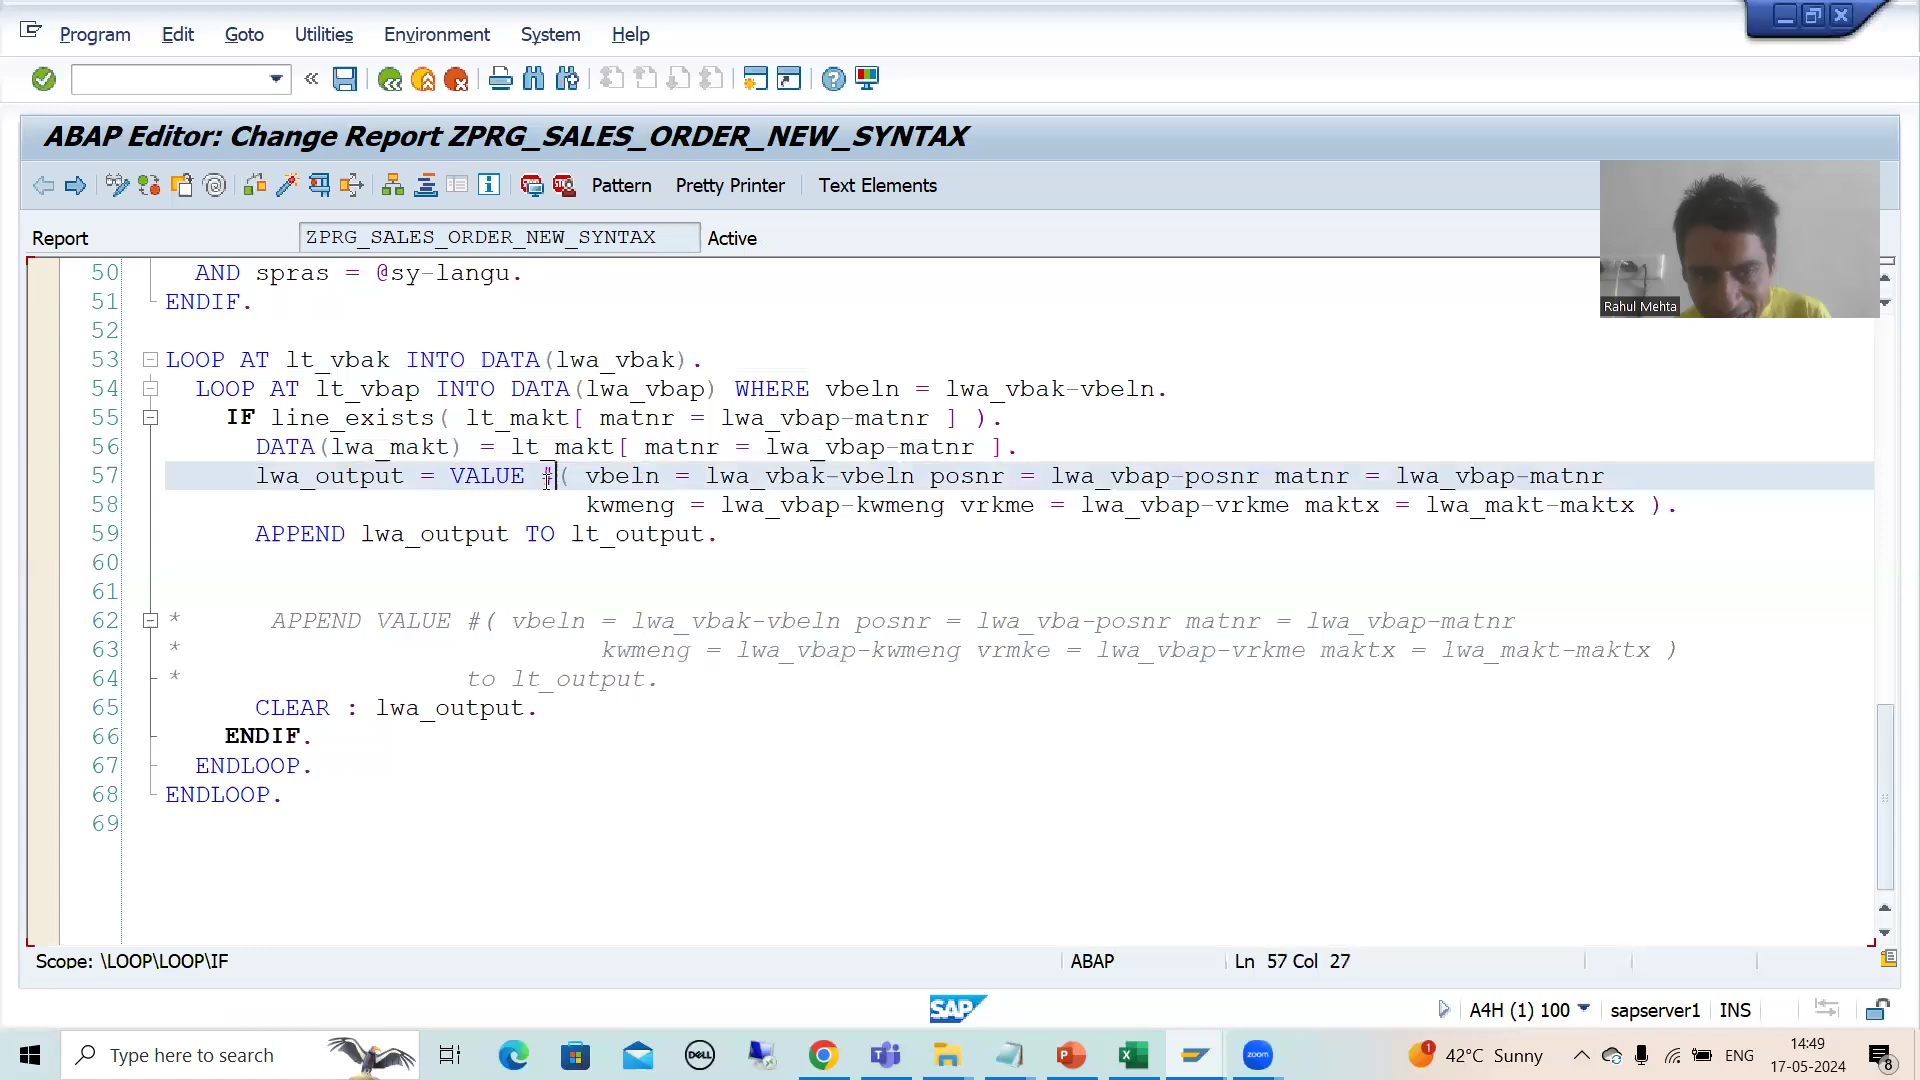 Program Edit Goto Utilities Environment System Help
ABAP Editor: Change Report ZPRG_SALES_ORDER_NEW_SYNTAX
Pattern Pretty Printer Text Elements
Report ZPRG_SALES_ORDER_NEW_SYNTAX Active
Rahul Mehta
50 AND spras = @sy-langu.
51 ENDIF.
52
53 LOOP AT lt_vbak INTO DATA(lwa_vbak).
54 LOOP AT lt_vbap INTO DATA(lwa_vbap) WHERE vbeln = lwa_vbak-vbeln.
55 IF line_exists( lt_makt[ matnr = lwa_vbap-matnr ] ).
56 DATA(lwa_makt) = lt_makt[ matnr = lwa_vbap-matnr ].
57 lwa_output = VALUE #( vbeln = lwa_vbak-vbeln posnr = lwa_vbap-posnr matnr = lwa_vbap-matnr
58 kwmeng = lwa_vbap-kwmeng vrkme = lwa_vbap-vrkme maktx = lwa_makt-maktx ).
59 APPEND lwa_output TO lt_output.
60
61
62 * APPEND VALUE #( vbeln = lwa_vbak-vbeln posnr = lwa_vba-posnr matnr = lwa_vbap-matnr
63 * kwmeng = lwa_vbap-kwmeng vrmke = lwa_vbap-vrkme maktx = lwa_makt-maktx )
64 * to lt_output.
65 CLEAR : lwa_output.
66 ENDIF.
67 ENDLOOP.
68 ENDLOOP.
69
Scope: \LOOP\LOOP\IF ABAP Ln 57 Col 27
SAP A4H (1) 100 sapserver1 INS
Type here to search DELL zoom 1 42°C Sunny ENG 14:49
17-05-2024 8